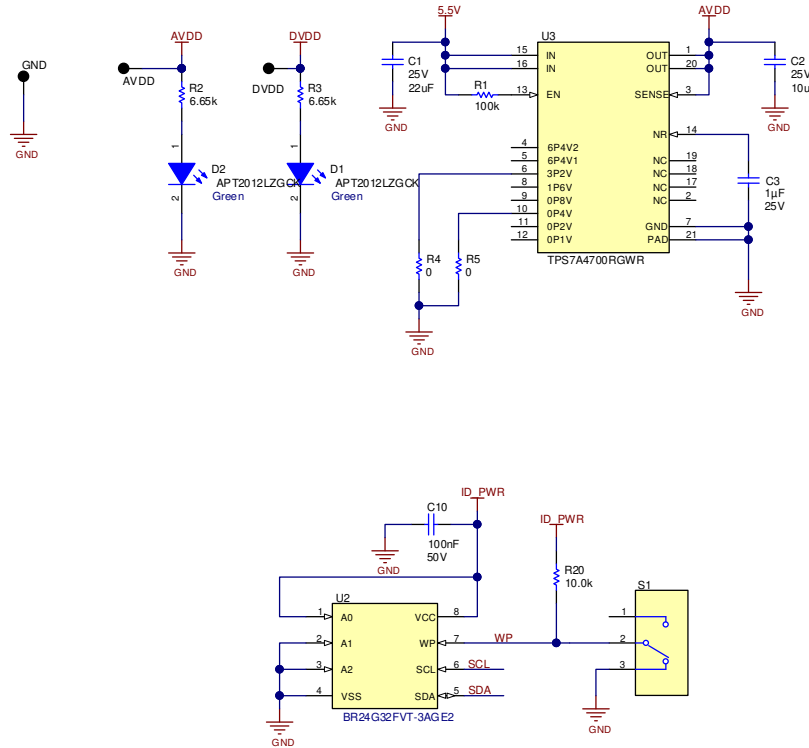 GND
GND
AVDD
AVDD
R2
6.65k
1
D2
APT2012LZGCK
Green
2
GND
DVDD
DVDD
R3
6.65k
1
D1
APT2012LZGCK
Green
2
GND
5.5V
C1
25V
22uF
GND
R1
100k
U3
15 IN
16 IN
13 EN
4 6P4V2
5 6P4V1
6 3P2V
8 1P6V
9 0P8V
10 0P4V
11 0P2V
12 0P1V
OUT 1
OUT 20
SENSE 3
NR 14
NC 19
NC 18
NC 17
NC 2
GND 7
PAD 21
TPS7A4700RGWR
AVDD
C2
25V
10u
GND
C3
1µF
25V
GND
R4
0
R5
0
GND
ID_PWR
C10
100nF
50V
GND
U2
1 A0
2 A1
3 A2
4 VSS
VCC 8
WP 7
SCL 6
SDA 5
BR24G32FVT-3AGE2
GND
WP
SCL
SDA
ID_PWR
R20
10.0k
S1
1
2
3
GND